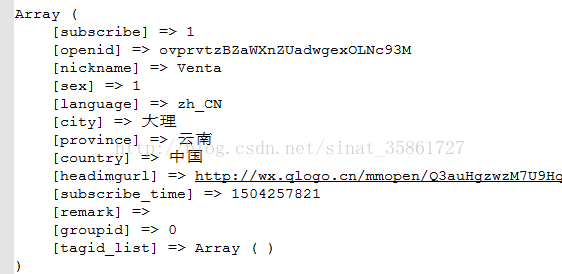 Array (
[subscribe] => 1
[openid] => ovprvtzBZaWXnZUadwgexOLNc93M
[nickname] => Venta
[sex] => 1
[language] => zh_CN
[city] => 大理
[province] => 云南
[country] => 中国
http://blog.csdn.net/sinat_35861727
[headimgurl] => http://wx.qlogo.cn/mmopen/Q3auHgzwzM7U9Hq
[subscribe_time] => 1504257821
[remark] =>
[groupid] => 0
[tagid_list] => Array ( )
)